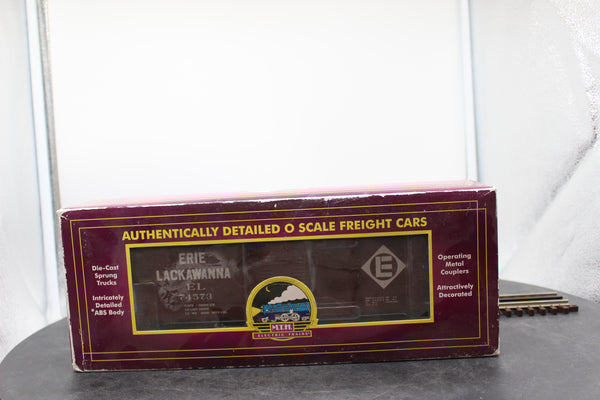 AUTHENTICALLY DETAILED O SCALE FREIGHT CARS
Die-Cast
Sprung
Trucks
Intricately
Detailed
*ABS Body
ERIE
LACKAWANNA
EL
74573
E
M.T.H.
ELECTRIC TRAINS
Operating
Metal
Couplers
Attractively
Decorated